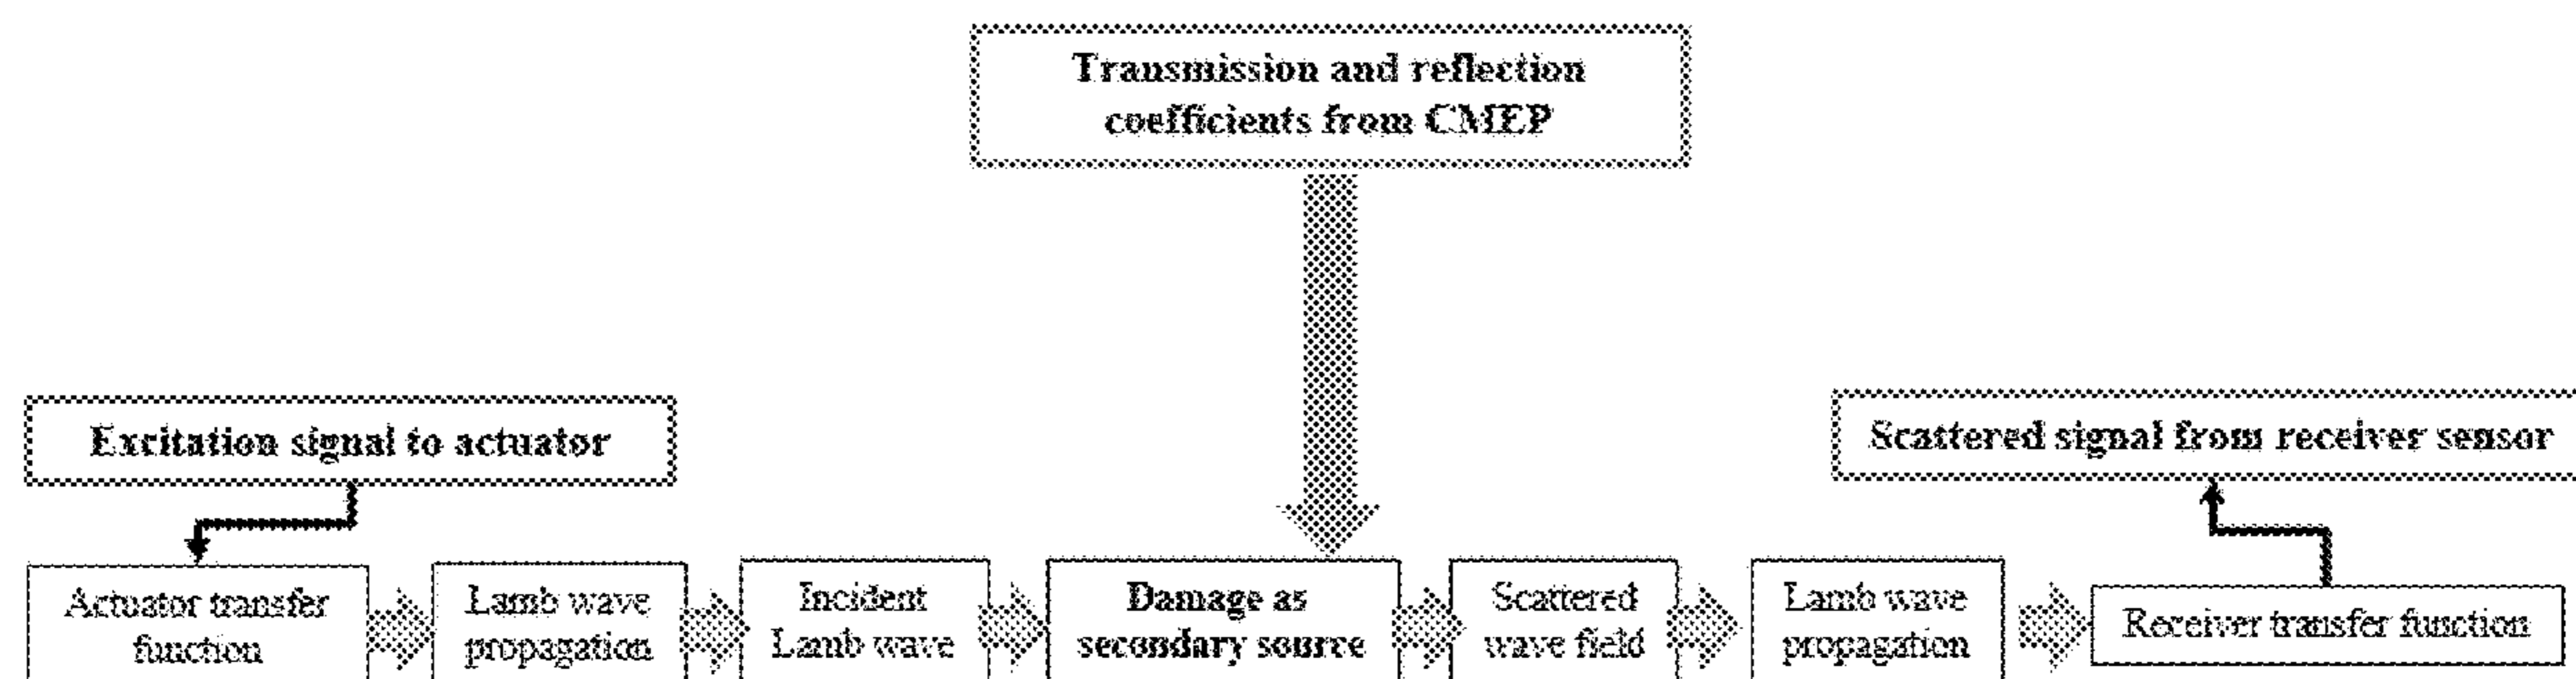 Transmission and reflection
coefficients from CMEP
Excitation signal to actuator
Scattered signal from receiver sensor
Actuator transfer
function
Lamb wave
propagation
Incident
Lamb wave
Damage as
secondary source
Scattered
wave field
Lamb wave
propagation
Receiver transfer function